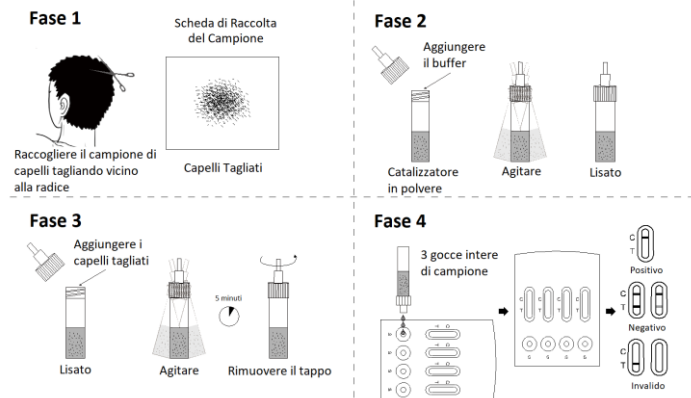 Fase 1
Scheda di Raccolta
del Campione
Raccogliere il campione di
capelli tagliando vicino
alla radice
Capelli Tagliati
Fase 2
Aggiungere
il buffer
Catalizzatore
in polvere
Agitare
Lisato
Fase 3
Aggiungere i
capelli tagliati
5 minuti
Lisato
Agitare
Rimuovere il tappo
Fase 4
3 gocce intere
di campione
C
T
Positivo
C
T
Negativo
C
T
Invalido